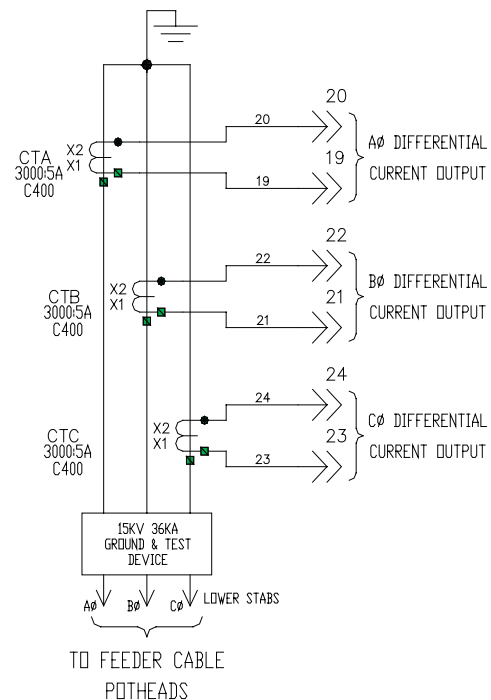 20
20
X2
CTA
X1
3000:5A
C400
19
19
AØ DIFFERENTIAL
CURRENT OUTPUT
22
22
X2
CTB
X1
3000:5A
C400
21
21
BØ DIFFERENTIAL
CURRENT OUTPUT
24
24
X2
CTC
X1
3000:5A
C400
23
23
CØ DIFFERENTIAL
CURRENT OUTPUT
15KV 36KA
GROUND & TEST
DEVICE
AØ BØ CØ LOWER STABS
TO FEEDER CABLE
POTHEADS